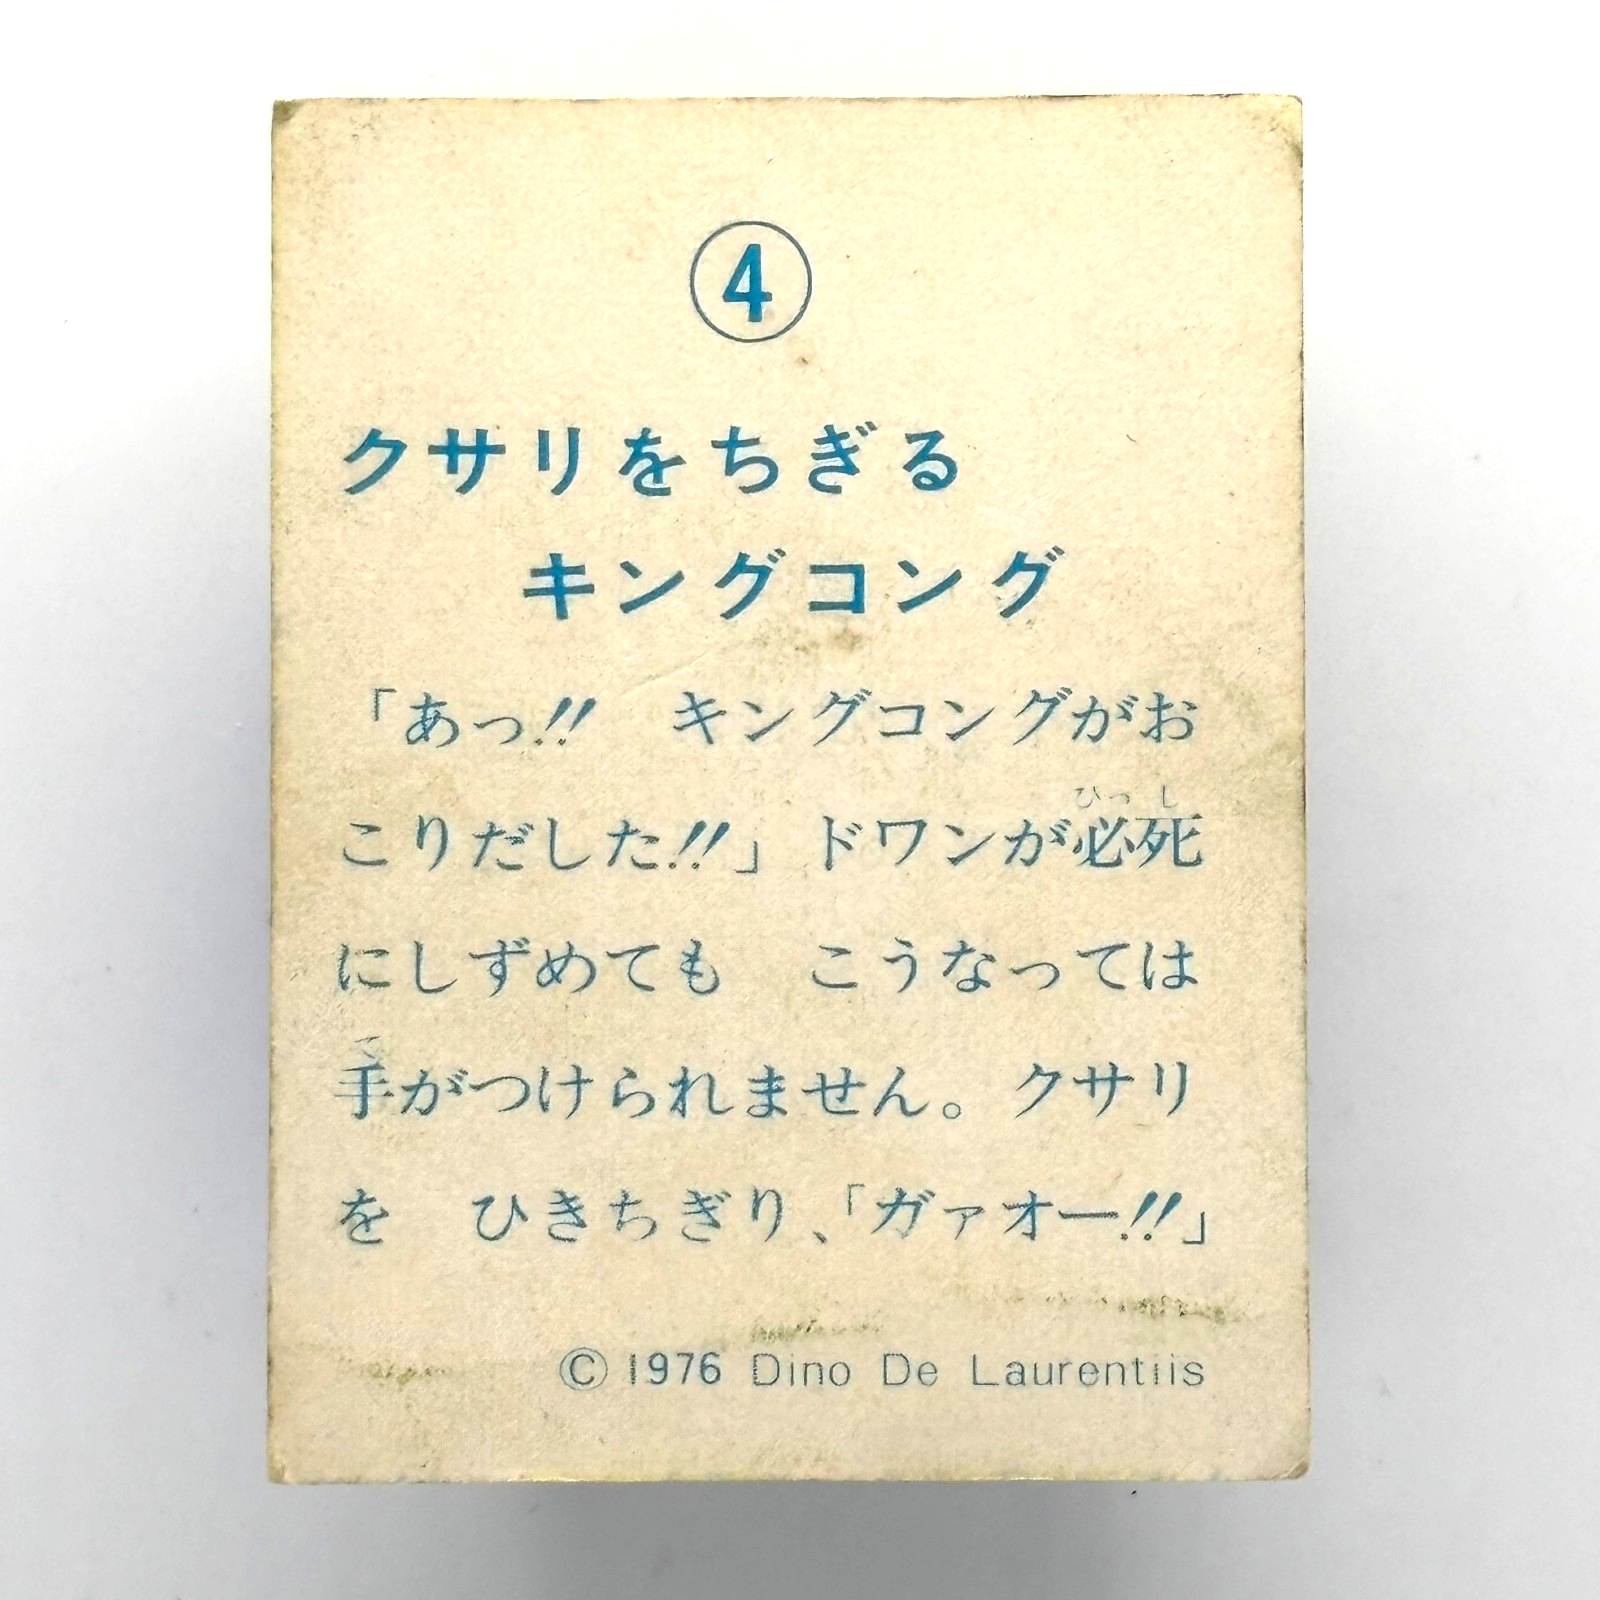 ④
クサリをちぎる
キングコング
「あっ!!　キングコングがお
こりだした!!」ドワンが必死
にしずめても　こうなっては
手がつけられません。クサリ
を　ひきちぎり、「ガァオー!!」
© 1976 Dino De Laurentiis